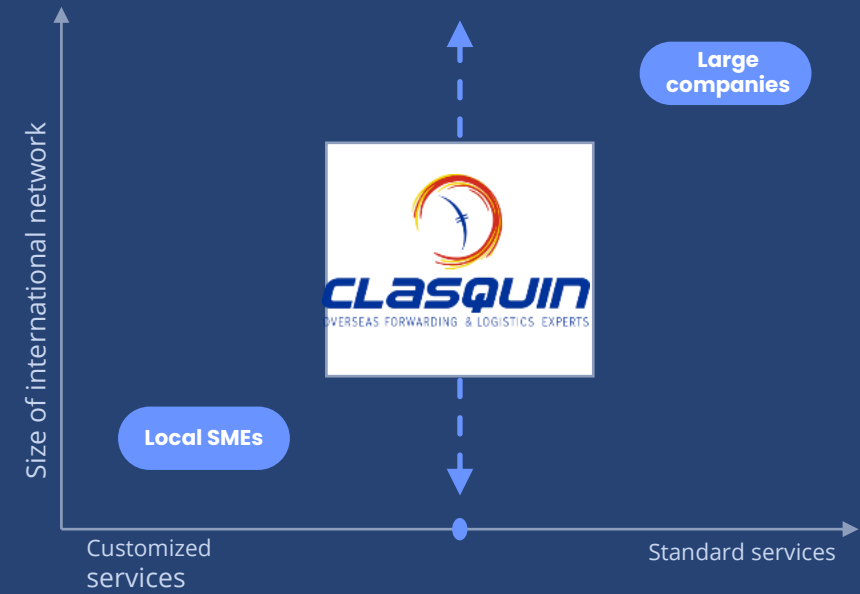 Size of international network
Large
companies
CLASQUIN
OVERSEAS FORWARDING & LOGISTICS EXPERTS
Local SMEs
Customized
services
Standard services